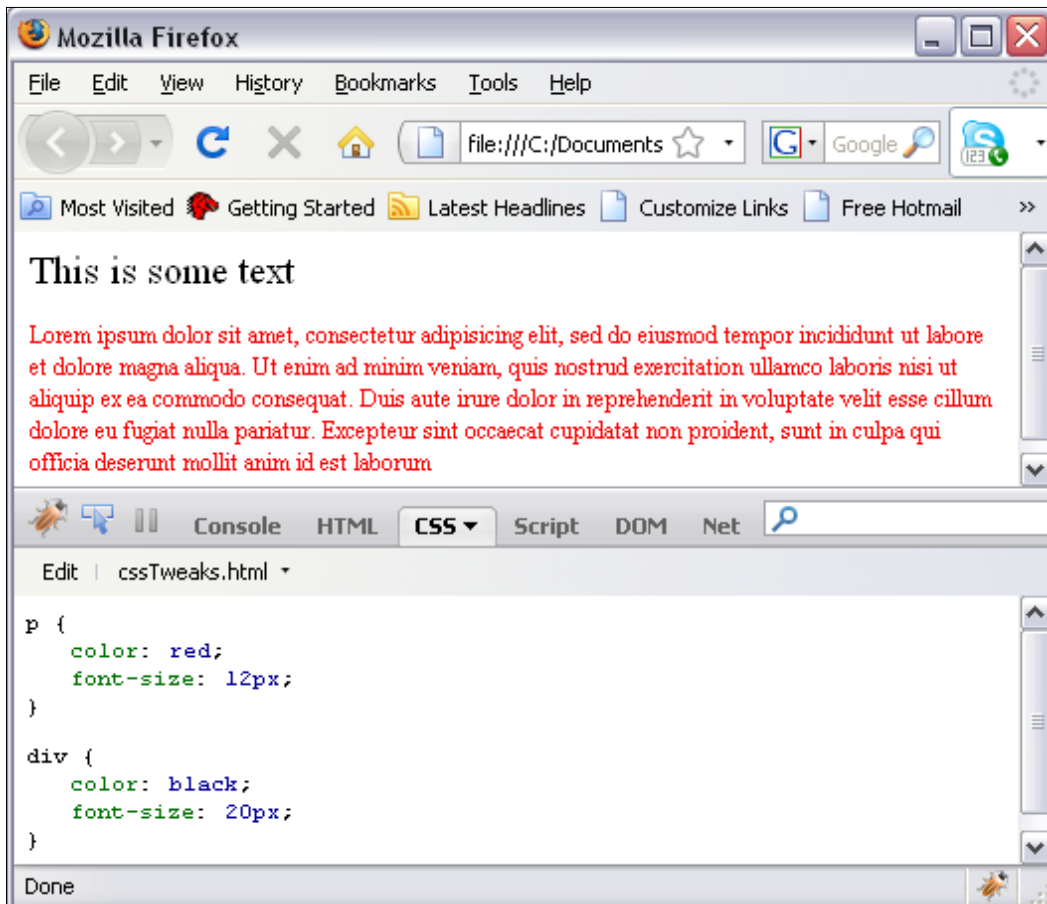 Mozilla Firefox
File Edit View History Bookmarks Tools Help
file:///C:/Documents G Google 123
Most Visited Getting Started Latest Headlines Customize Links Free Hotmail »
This is some text
Lorem ipsum dolor sit amet, consectetur adipisicing elit, sed do eiusmod tempor incididunt ut labore
et dolore magna aliqua. Ut enim ad minim veniam, quis nostrud exercitation ullamco laboris nisi ut
aliquip ex ea commodo consequat. Duis aute irure dolor in reprehenderit in voluptate velit esse cillum
dolore eu fugiat nulla pariatur. Excepteur sint occaecat cupidatat non proident, sunt in culpa qui
officia deserunt mollit anim id est laborum
Console HTML CSS Script DOM Net
Edit | cssTweaks.html
p {
color: red;
font-size: 12px;
}
div {
color: black;
font-size: 20px;
}
Done